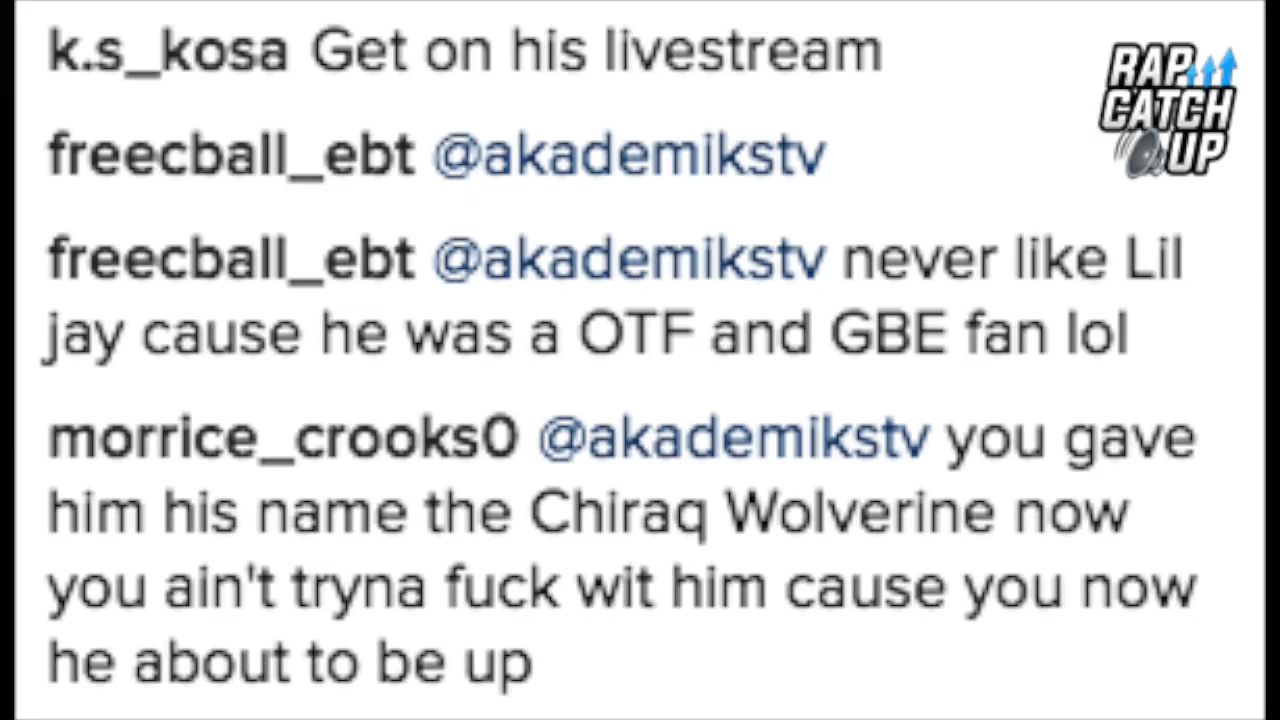 k.s_kosa Get on his livestream
RAP
CATCH
UP
freecball_ebt @akademikstv
freecball_ebt @akademikstv never like Lil
jay cause he was a OTF and GBE fan lol
morrice_crooks0 @akademikstv you gave
him his name the Chiraq Wolverine now
you ain't tryna fuck wit him cause you now
he about to be up